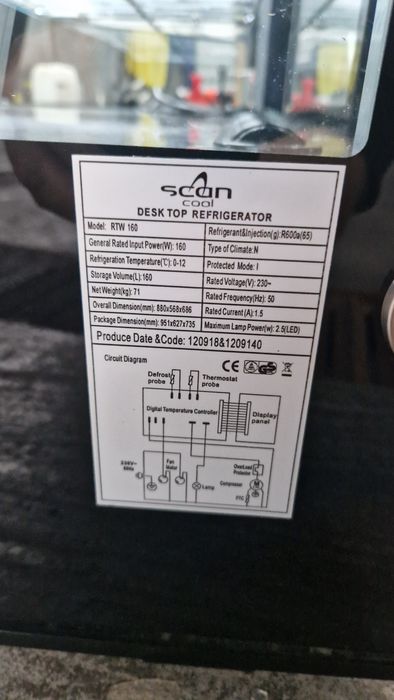 scan
cool
DESK TOP REFRIGERATOR
Model: RTW 160
Refrigerant&Injection(g):R600a(65)
General Rated Input Power(W): 160
Type of Climate:N
Refrigeration Temperature(℃): 0-12
Protected Mode: I
Storage Volume(L):160
Rated Voltage(V): 230~
Net Weight(kg): 71
Rated Frequency(Hz): 50
Overall Dimension(mm): 880x568x686
Rated Current(A): 1.5
Package Dimension(mm): 951x627x735
Maximum Lamp Power(w): 2.5(LED)
Produce Date &Code: 120918&1209140
Circuit Diagram
CE
GS
Defrost probe
Thermostat probe
Digital Temperature Controller
Display panel
230V~
50Hz
Fan Motor
Lamp
OverLoad Protector
Compressor
M
PTC